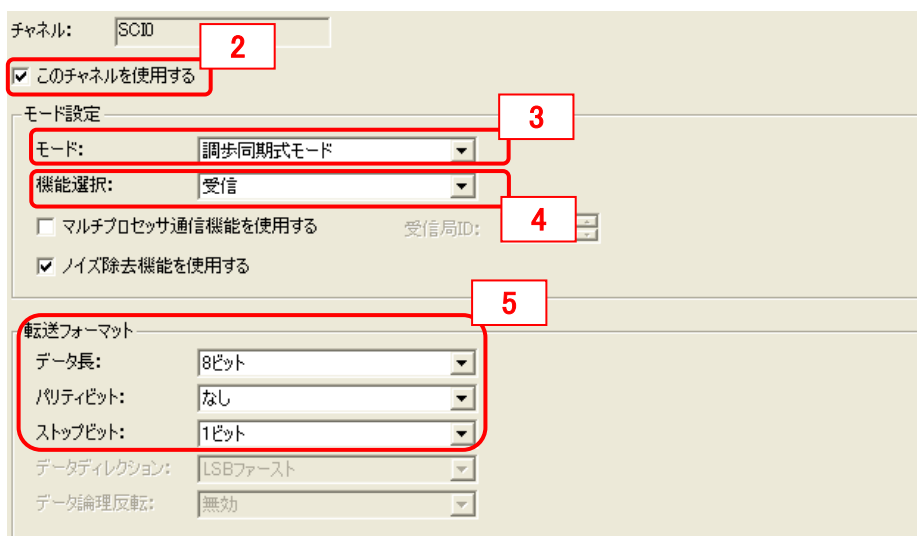 チャネル: SCI0
2
このチャネルを使用する
モード設定
3
モード: 調歩同期式モード
機能選択: 受信
4
マルチプロセッサ通信機能を使用する 受信局ID:
ノイズ除去機能を使用する
5
転送フォーマット
データ長: 8ビット
パリティビット: なし
ストップビット: 1ビット
データディレクション: LSBファースト
データ論理反転: 無効